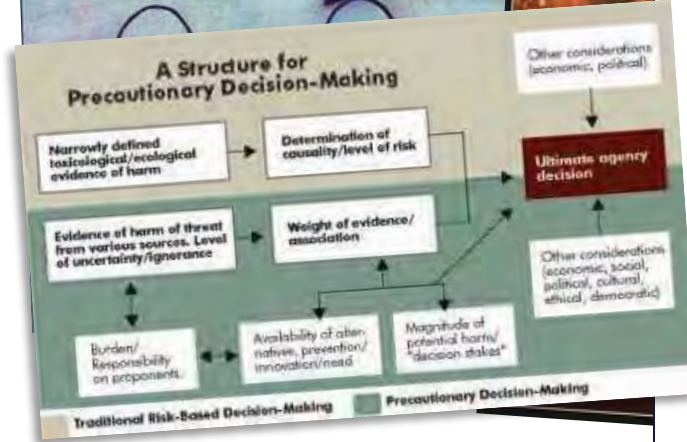 A Structure for
Precautionary Decision-Making
Narrowly defined
toxicological/ecological
evidence of harm
Determination of
causality/level of risk
Other considerations
(economic, political)
Ultimate agency
decision
Evidence of harm of threat
from various sources. Level
of uncertainty/ignorance
Weight of evidence/
association
Other considerations
(economic, social,
political, cultural,
ethical, democratic)
Burden/
Responsibility
on proponents
Availability of alter-
natives, prevention/
innovation/need
Magnitude of
potential harm/
"decision stakes"
Traditional Risk-Based Decision-Making
Precautionary Decision-Making